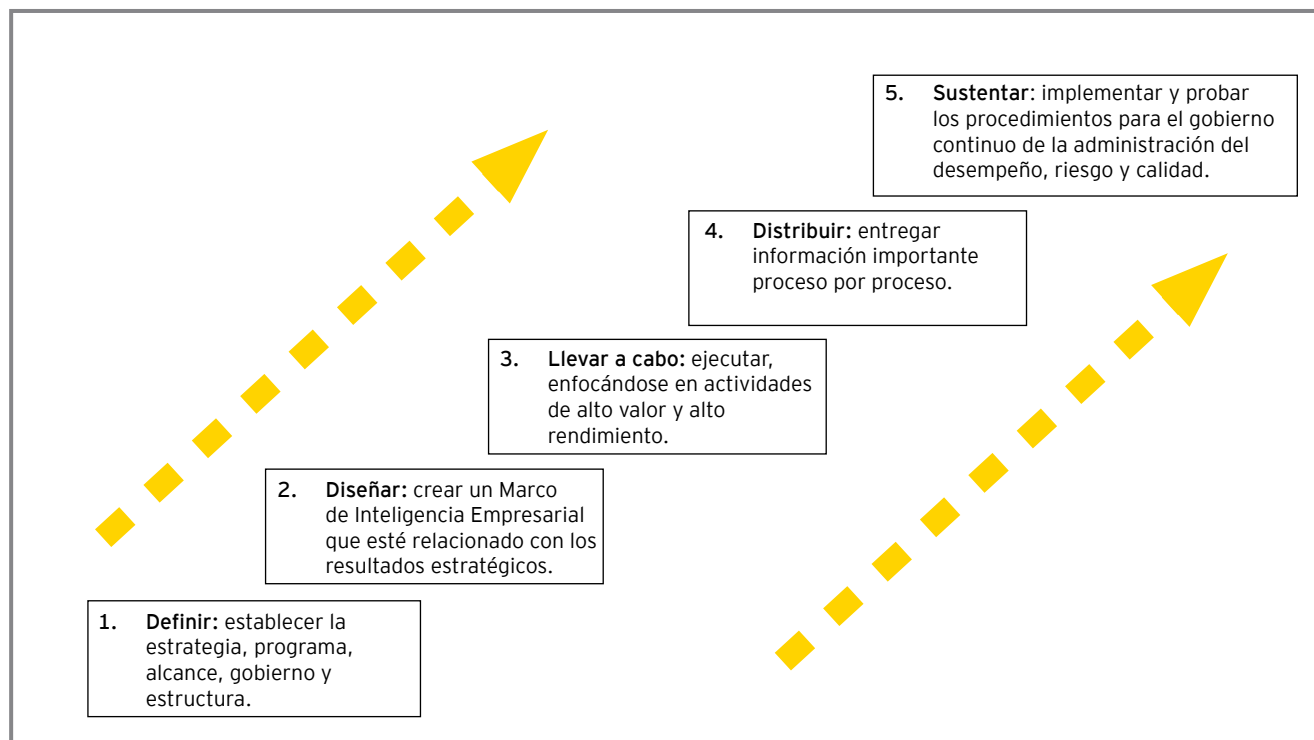 5. Sustentar: implementar y probar
los procedimientos para el gobierno
continuo de la administración del
desempeño, riesgo y calidad.
4. Distribuir: entregar
información importante
proceso por proceso.
3. Llevar a cabo: ejecutar,
enfocándose en actividades
de alto valor y alto
rendimiento.
2. Diseñar: crear un Marco
de Inteligencia Empresarial
que esté relacionado con los
resultados estratégicos.
1. Definir: establecer la
estrategia, programa,
alcance, gobierno y
estructura.